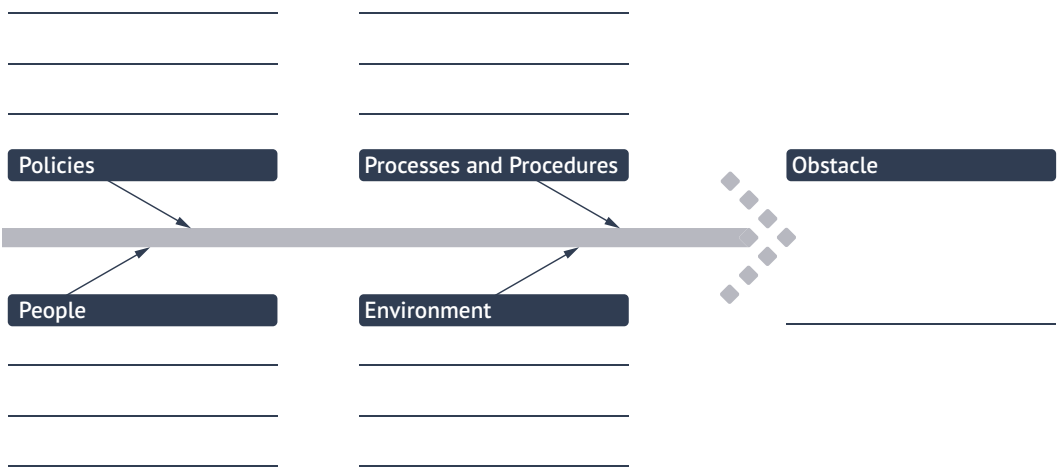 Policies
Processes and Procedures
Obstacle
People
Environment